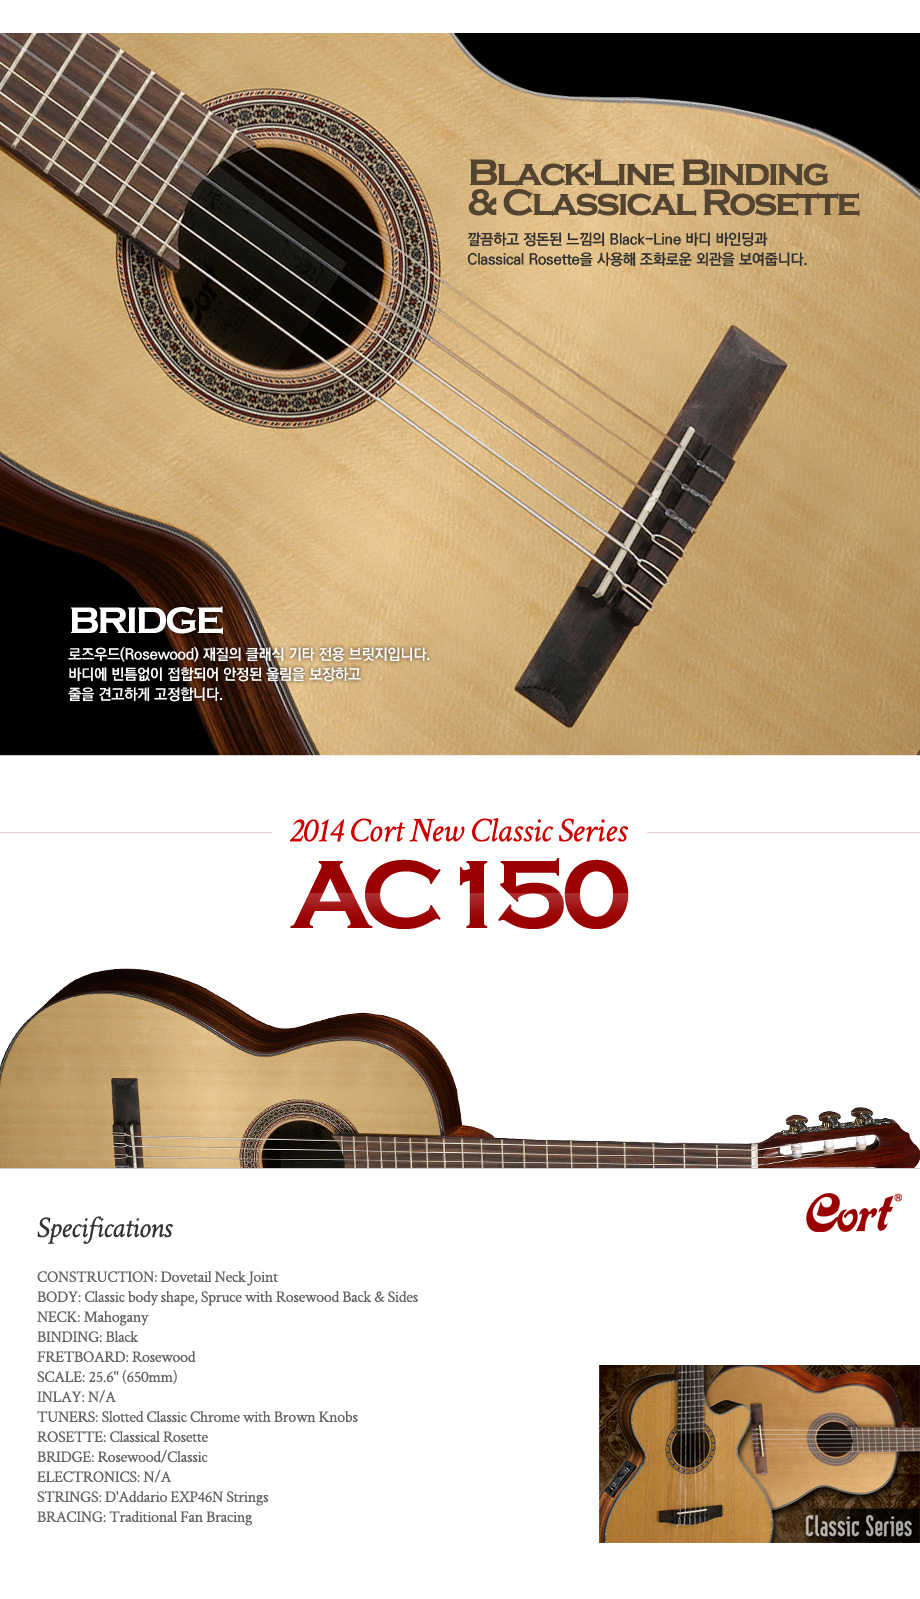 BLACK-LINE BINDING
& CLASSICAL ROSETTE
깔끔하고 정돈된 느낌의 Black-Line 바디 바인딩과
Classical Rosette을 사용해 조화로운 외관을 보여줍니다.
Cort
BRIDGE
로즈우드(Rosewood) 재질의 클래식 기타 전용 브릿지입니다.
바디에 빈틈없이 접합되어 안정된 울림을 보장하고
줄을 견고하게 고정합니다.
2014 Cort New Classic Series
AC150
Cort®
Specifications
CONSTRUCTION: Dovetail Neck Joint
BODY: Classic body shape, Spruce with Rosewood Back & Sides
NECK: Mahogany
BINDING: Black
FRETBOARD: Rosewood
SCALE: 25.6" (650mm)
INLAY: N/A
TUNERS: Slotted Classic Chrome with Brown Knobs
ROSETTE: Classical Rosette
BRIDGE: Rosewood/Classic
ELECTRONICS: N/A
STRINGS: D'Addario EXP46N Strings
BRACING: Traditional Fan Bracing
Classic Series